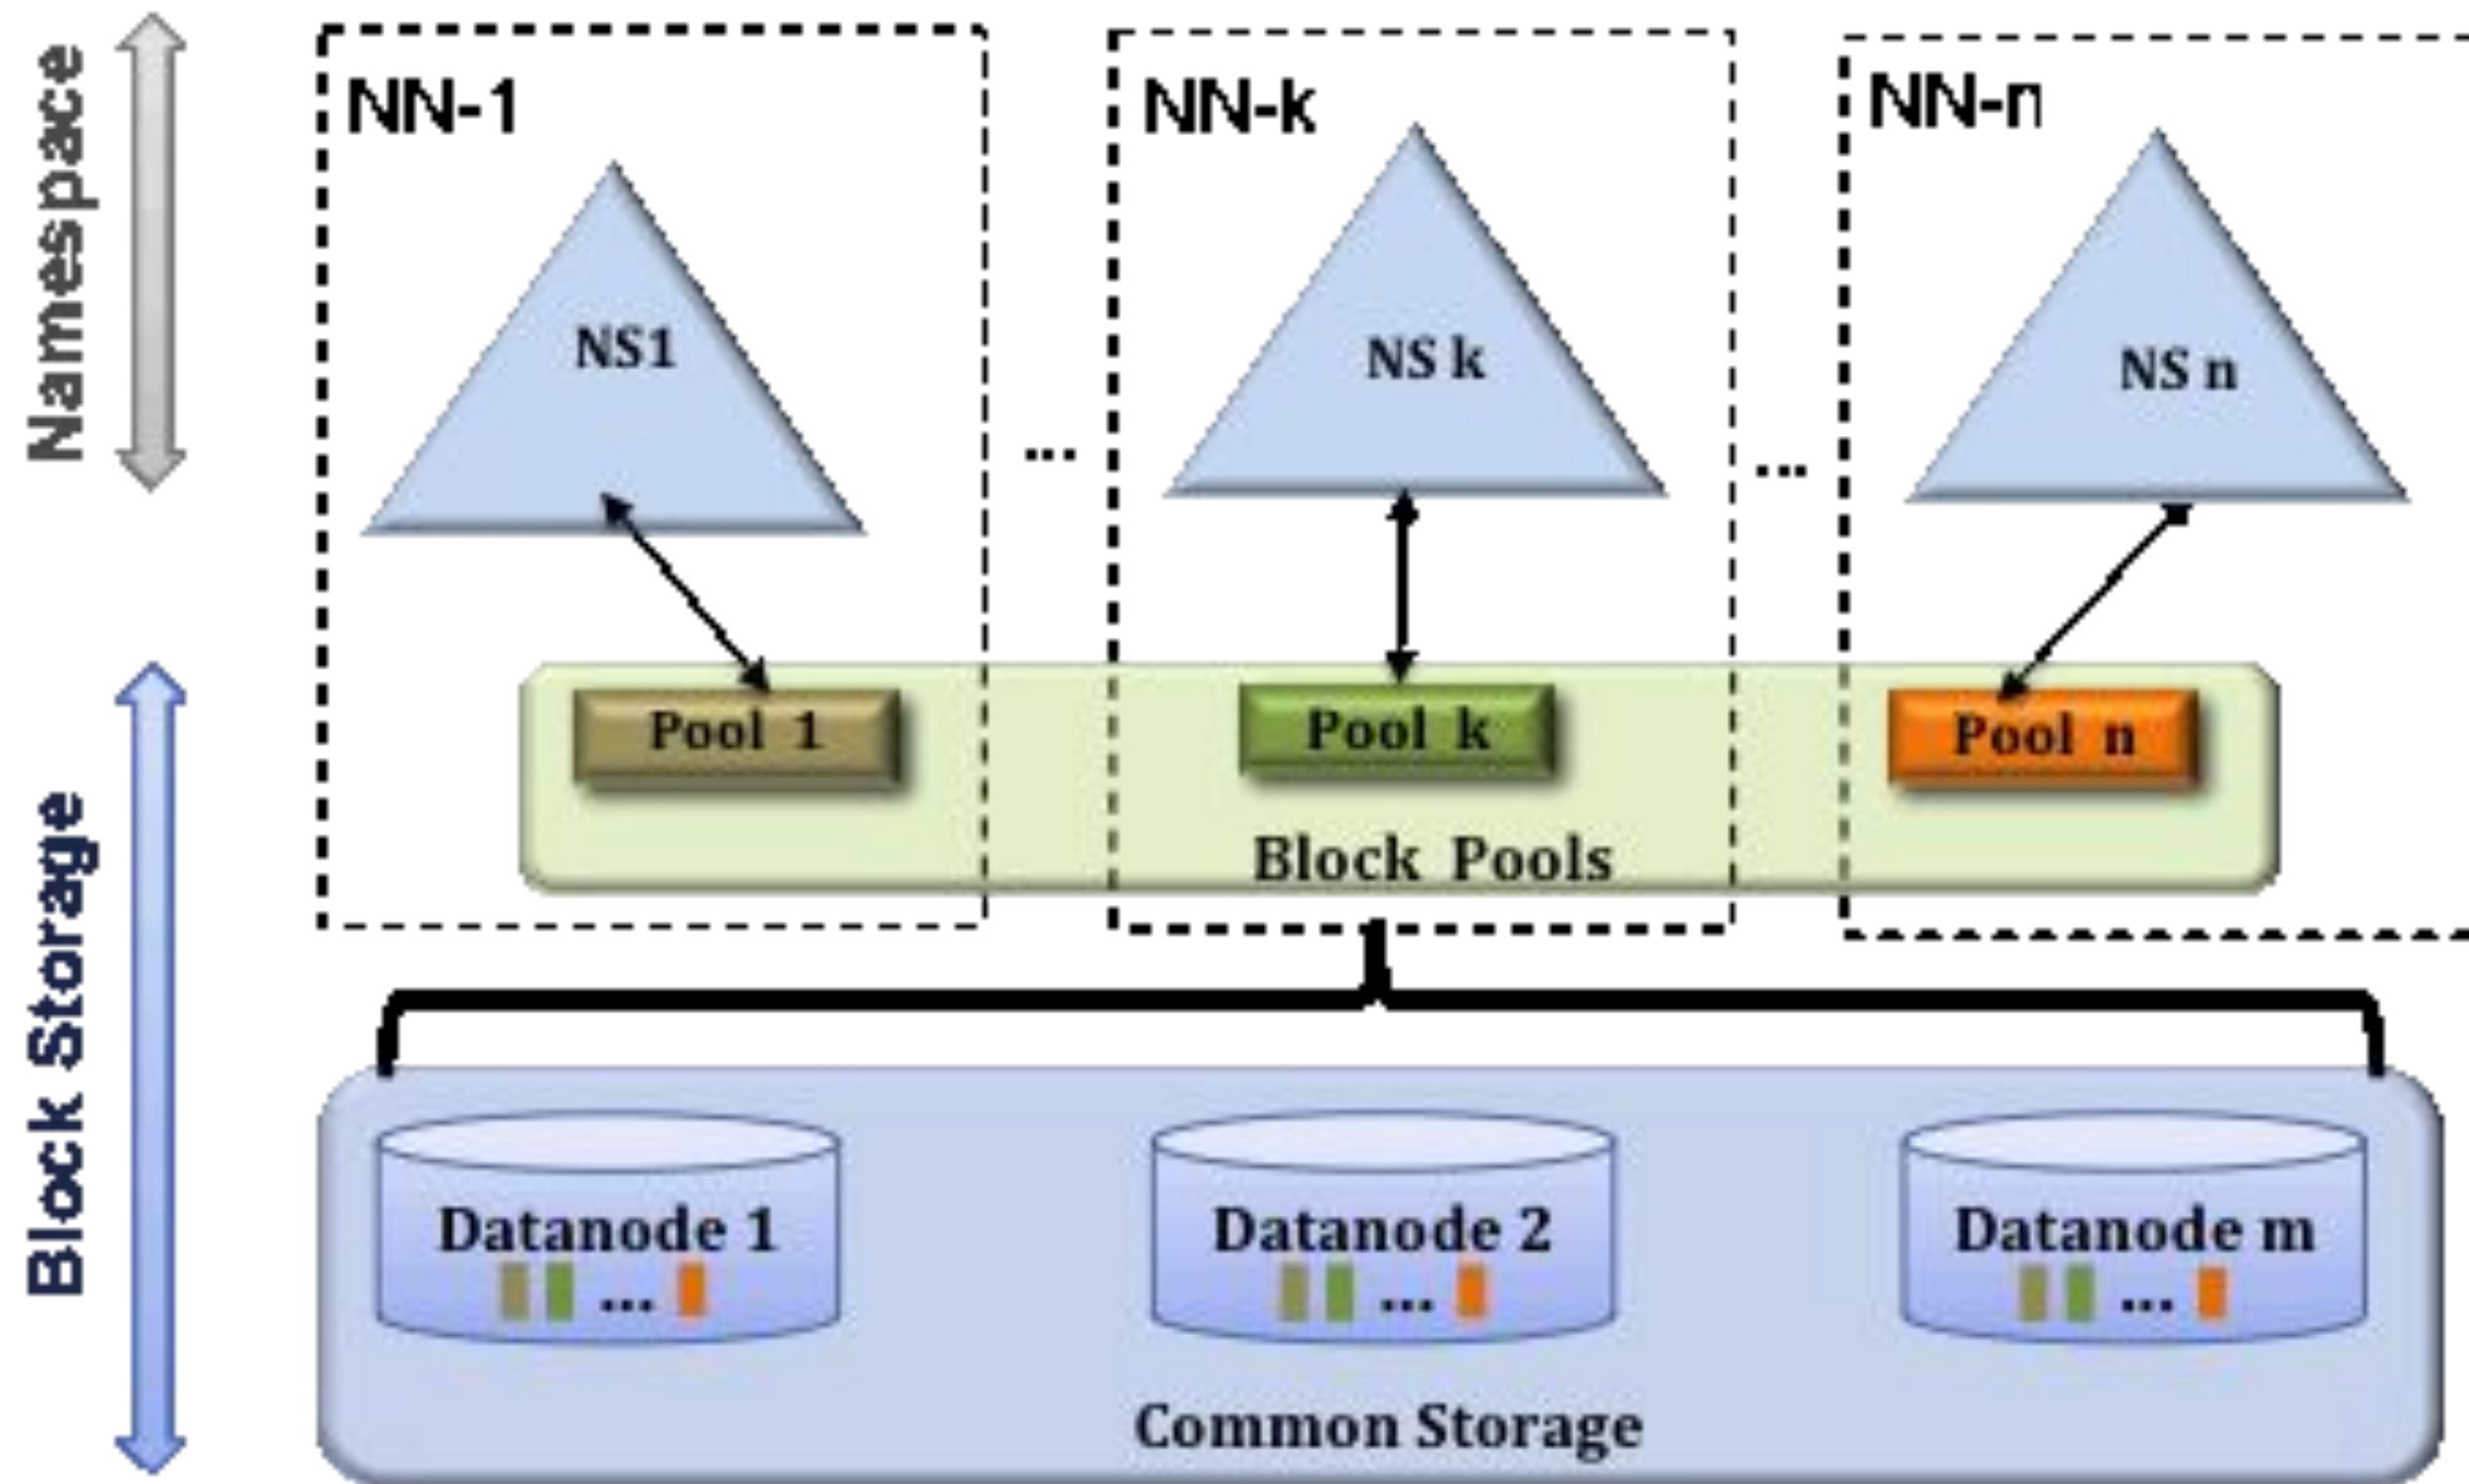 Namespace
NN-1
NN-k
NN-n
NS1
NS k
NS n
...
...
Pool 1
Pool k
Pool n
Block Pools
Block Storage
Datanode 1
...
Datanode 2
...
Datanode m
...
Common Storage